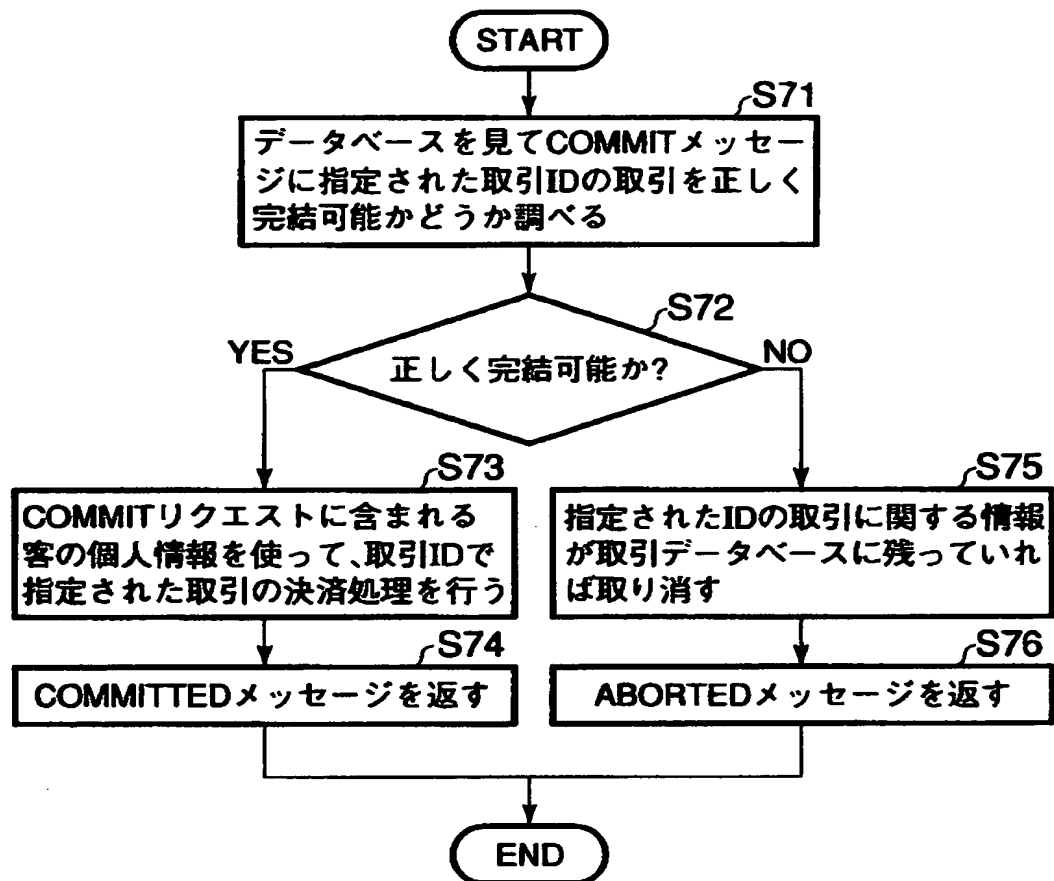 START
S71
データベースを見てCOMMITメッセー
ジに指定された取引IDの取引を正しく
完結可能かどうか調べる
S72
YES
正しく完結可能か?
NO
S73
COMMITリクエストに含まれる
客の個人情報を使って、取引IDで
指定された取引の決済処理を行う
S75
指定されたIDの取引に関する情報
が取引データベースに残っていれ
ば取り消す
S74
COMMITTEDメッセージを返す
S76
ABORTEDメッセージを返す
END